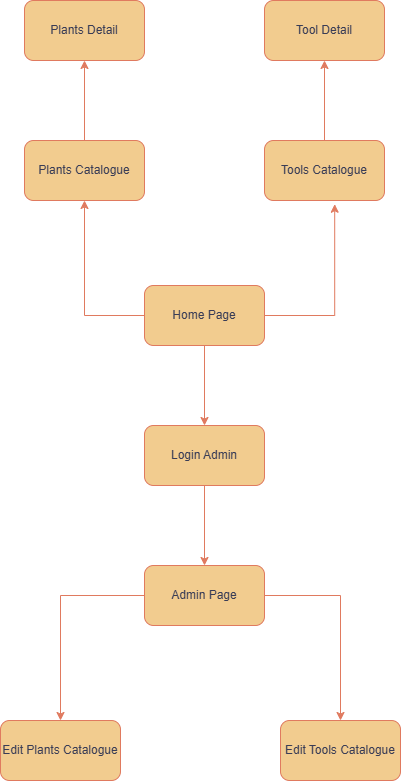 Plants Detail
Tool Detail
Plants Catalogue
Tools Catalogue
Home Page
Login Admin
Admin Page
Edit Plants Catalogue
Edit Tools Catalogue